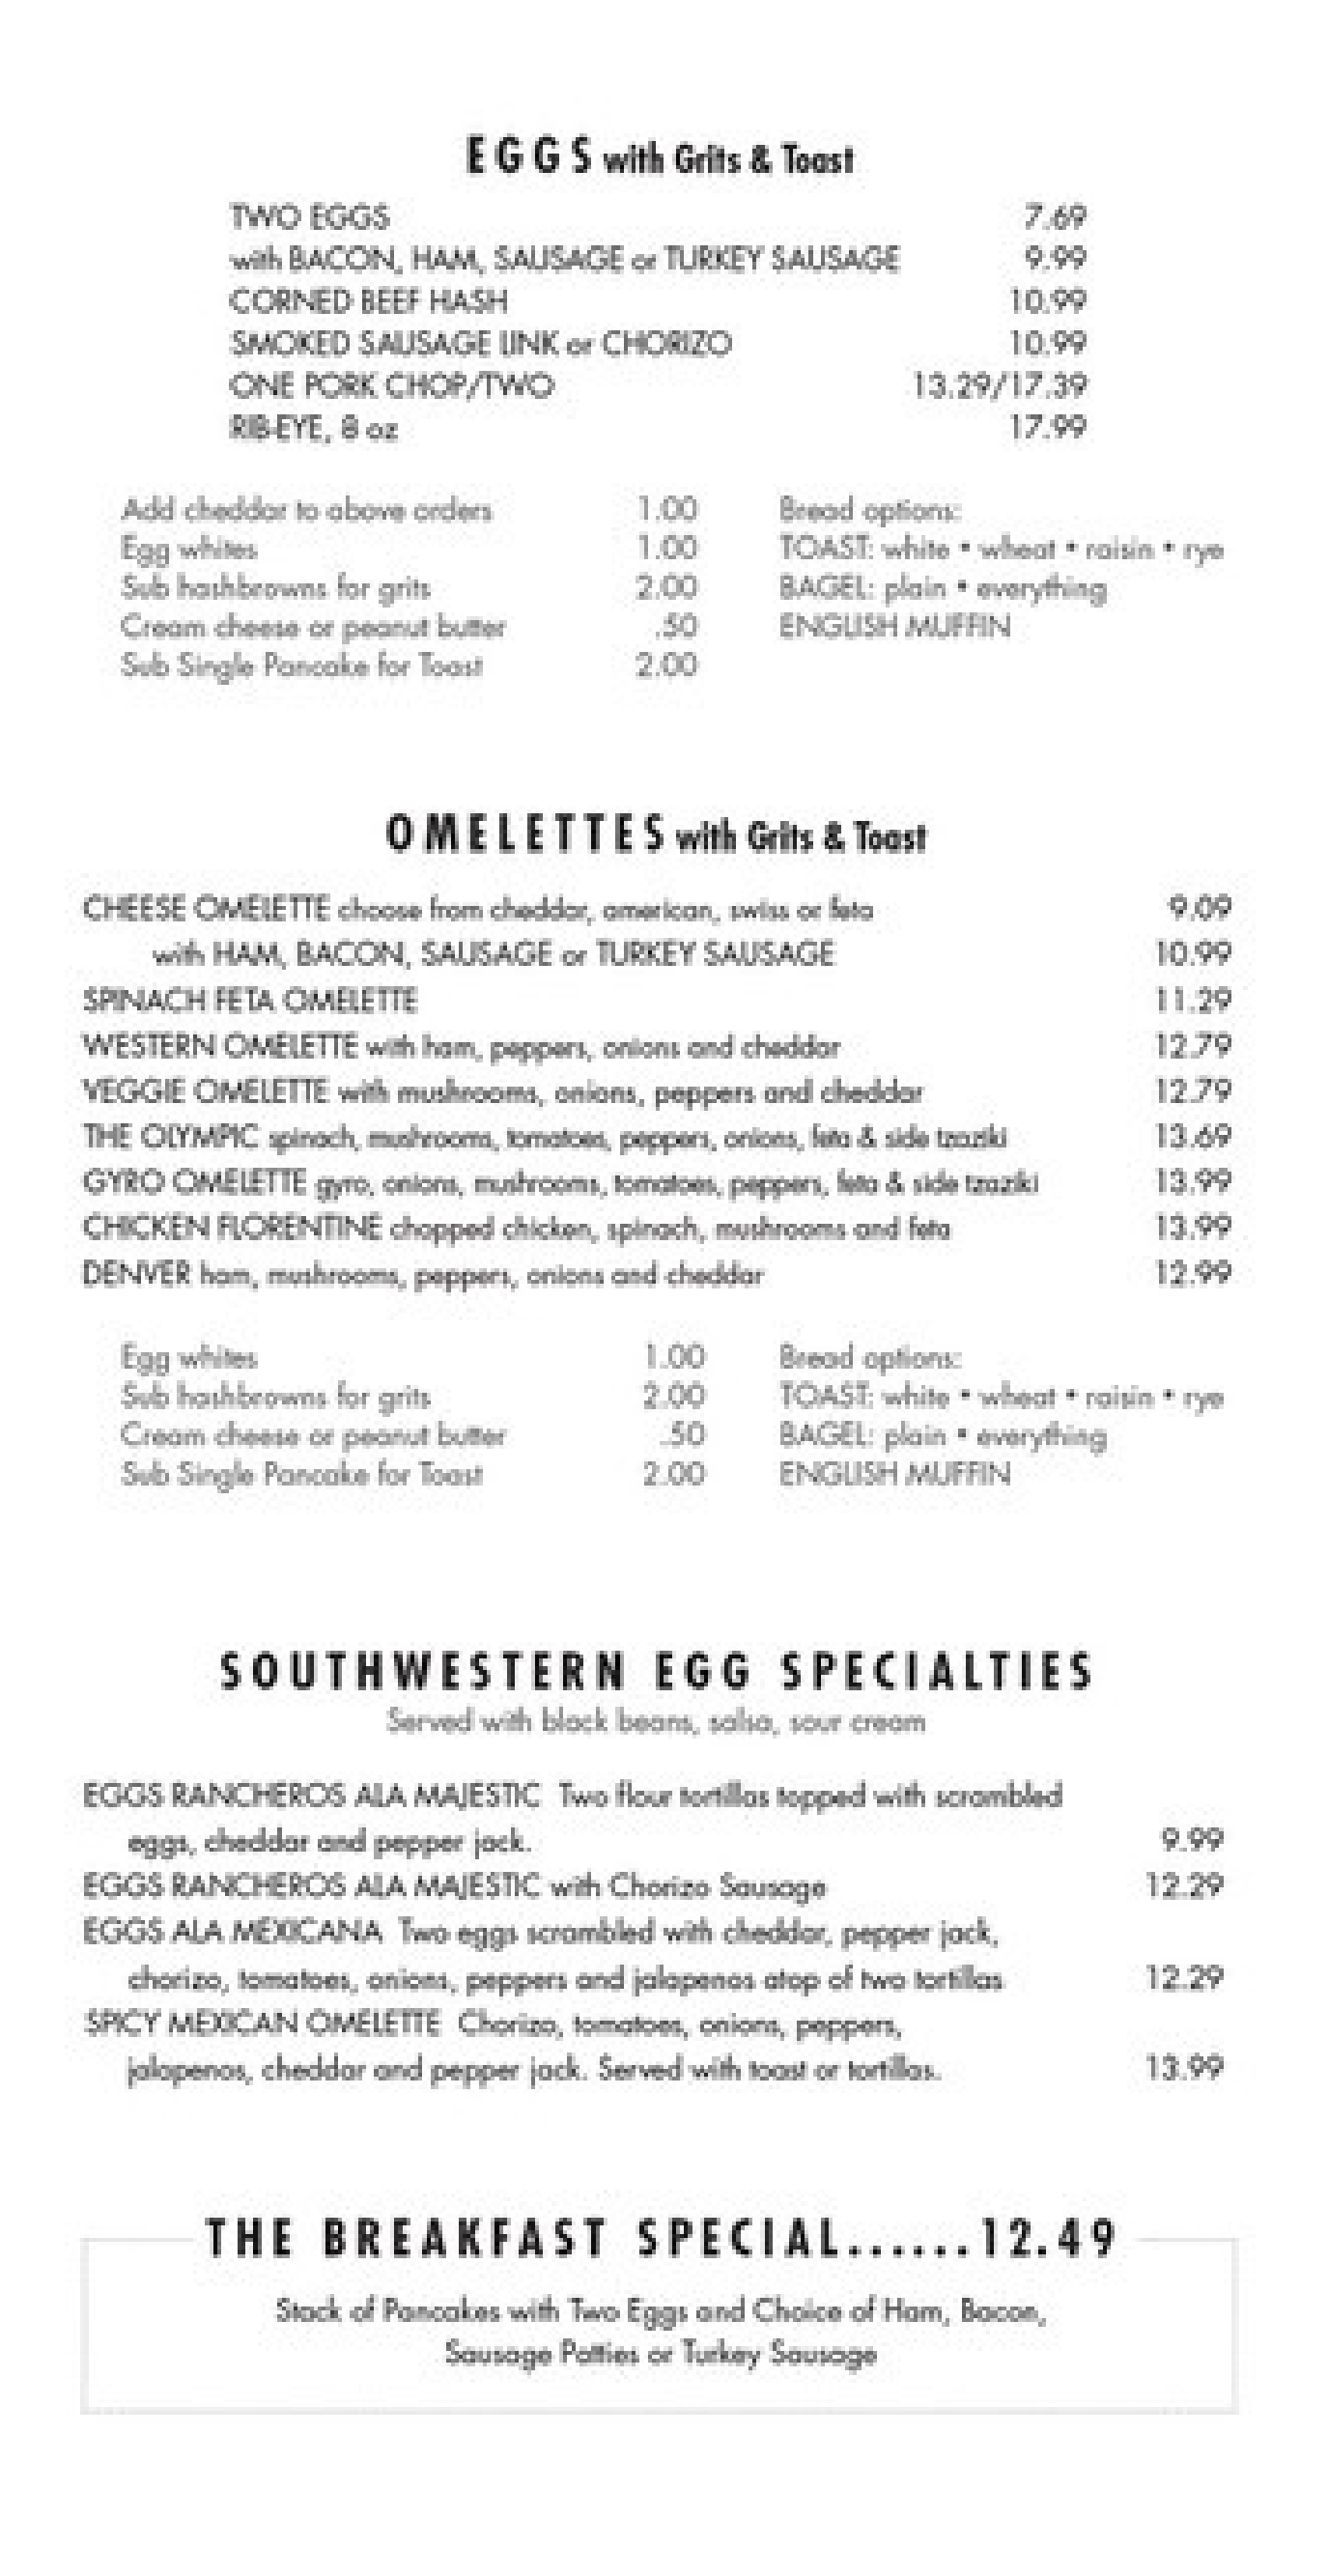 EGGS with Grits & Toast
TWO EGGS 7.69
with BACON, HAM, SAUSAGE or TURKEY SAUSAGE 9.99
CORNED BEEF HASH 10.99
SMOKED SAUSAGE LINK or CHORIZO 10.99
ONE PORK CHOP/TWO 13.29/17.39
RIB-EYE, 8 oz 17.99
Add cheddar to above orders 1.00
Egg whites 1.00
Sub hashbrowns for grits 2.00
Cream cheese or peanut butter .50
Sub Single Pancake for Toast 2.00
Bread options:
TOAST: white • wheat • raisin • rye
BAGEL: plain • everything
ENGLISH MUFFIN
OMELETTES with Grits & Toast
CHEESE OMELETTE choose from cheddar, american, swiss or feta 9.09
with HAM, BACON, SAUSAGE or TURKEY SAUSAGE 10.99
SPINACH FETA OMELETTE 11.29
WESTERN OMELETTE with ham, peppers, onions and cheddar 12.79
VEGGIE OMELETTE with mushrooms, onions, peppers and cheddar 12.79
THE OLYMPIC spinach, mushrooms, tomatoes, peppers, onions, feta & side tzaziki 13.69
GYRO OMELETTE gyro, onions, mushrooms, tomatoes, peppers, feta & side tzaziki 13.99
CHICKEN FLORENTINE chopped chicken, spinach, mushrooms and feta 13.99
DENVER ham, mushrooms, peppers, onions and cheddar 12.99
Egg whites 1.00
Sub hashbrowns for grits 2.00
Cream cheese or peanut butter .50
Sub Single Pancake for Toast 2.00
Bread options:
TOAST: white • wheat • raisin • rye
BAGEL: plain • everything
ENGLISH MUFFIN
SOUTHWESTERN EGG SPECIALTIES
Served with black beans, salsa, sour cream
EGGS RANCHEROS ALA MAJESTIC Two flour tortillas topped with scrambled
eggs, cheddar and pepper jack. 9.99
EGGS RANCHEROS ALA MAJESTIC with Chorizo Sausage 12.29
EGGS ALA MEXICANA Two eggs scrambled with cheddar, pepper jack,
chorizo, tomatoes, onions, peppers and jalapenos atop of two tortillas 12.29
SPICY MEXICAN OMELETTE Chorizo, tomatoes, onions, peppers,
jalapenos, cheddar and pepper jack. Served with toast or tortillas. 13.99
THE BREAKFAST SPECIAL......12.49
Stack of Pancakes with Two Eggs and Choice of Ham, Bacon,
Sausage Patties or Turkey Sausage